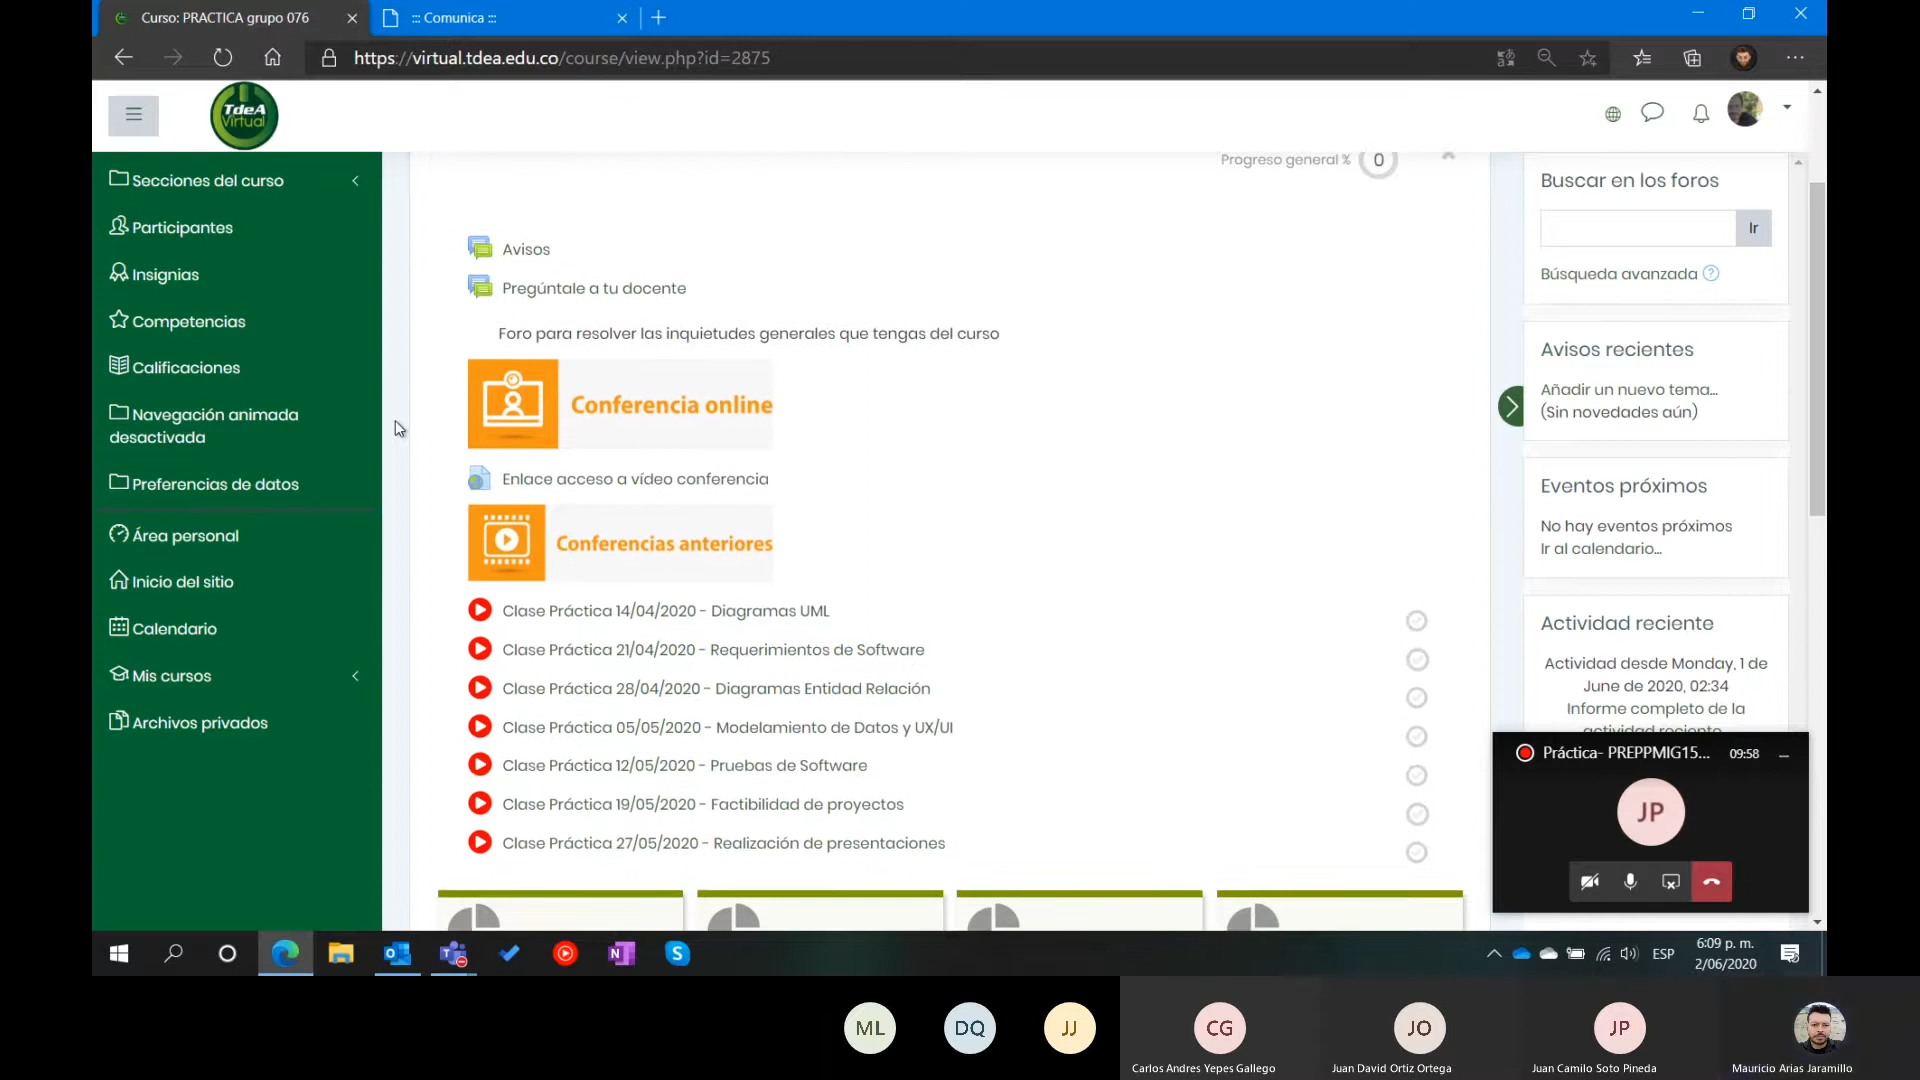 Curso: PRACTICA grupo 076
::: Comunica :::
https://virtual.tdea.edu.co/course/view.php?id=2875
TdeA
Virtual
Secciones del curso
Participantes
Insignias
Competencias
Calificaciones
Navegación animada
desactivada
Preferencias de datos
Área personal
Inicio del sitio
Calendario
Mis cursos
Archivos privados
Progreso general %
0
Avisos
Pregúntale a tu docente
Foro para resolver las inquietudes generales que tengas del curso
Conferencia online
Enlace acceso a vídeo conferencia
Conferencias anteriores
Clase Práctica 14/04/2020 - Diagramas UML
Clase Práctica 21/04/2020 - Requerimientos de Software
Clase Práctica 28/04/2020 - Diagramas Entidad Relación
Clase Práctica 05/05/2020 - Modelamiento de Datos y UX/UI
Clase Práctica 12/05/2020 - Pruebas de Software
Clase Práctica 19/05/2020 - Factibilidad de proyectos
Clase Práctica 27/05/2020 - Realización de presentaciones
Buscar en los foros
Ir
Búsqueda avanzada
Avisos recientes
Añadir un nuevo tema...
(Sin novedades aún)
Eventos próximos
No hay eventos próximos
Ir al calendario...
Actividad reciente
Actividad desde Monday, 1 de
June de 2020, 02:34
Informe completo de la
actividad reciente
Práctica- PREPPMIG15... 09:58
JP
ESP
6:09 p. m.
2/06/2020
ML
DQ
JJ
CG
JO
JP
Carlos Andres Yepes Gallego
Juan David Ortiz Ortega
Juan Camilo Soto Pineda
Mauricio Arias Jaramillo